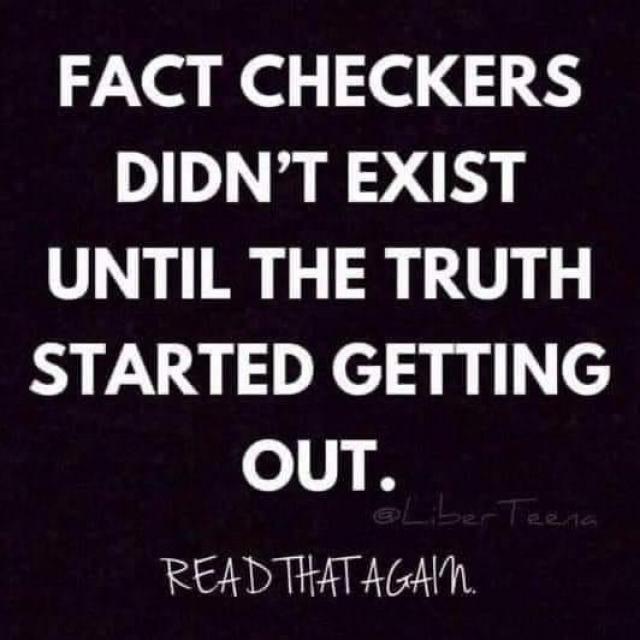 FACT CHECKERS
DIDN'T EXIST
UNTIL THE TRUTH
STARTED GETTING
OUT.
@LiberTeena
READ THAT AGAIN.